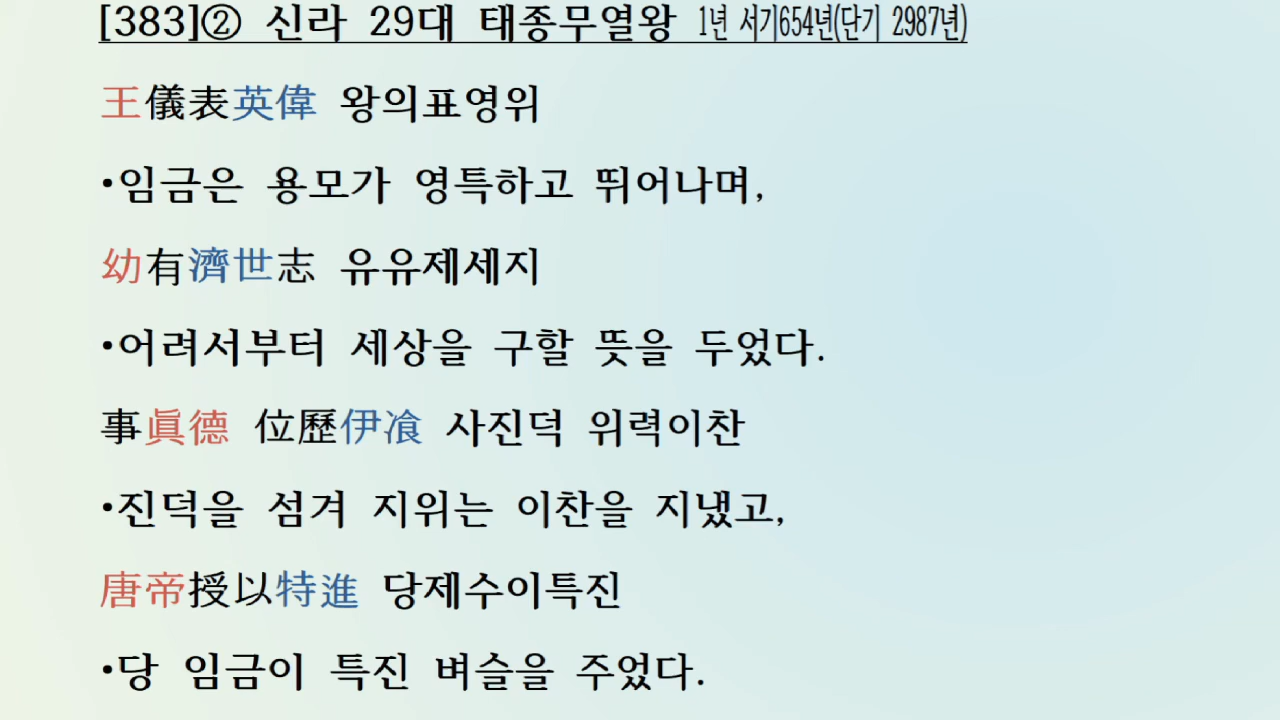 [383]② 신라 29대 태종무열왕 1년 서기654년(단기 2987년)
王儀表英偉 왕의표영위
•임금은 용모가 영특하고 뛰어나며,
幼有濟世志 유유제세지
•어려서부터 세상을 구할 뜻을 두었다.
事眞德 位歷伊飡 사진덕 위력이찬
•진덕을 섬겨 지위는 이찬을 지냈고,
唐帝授以特進 당제수이특진
•당 임금이 특진 벼슬을 주었다.